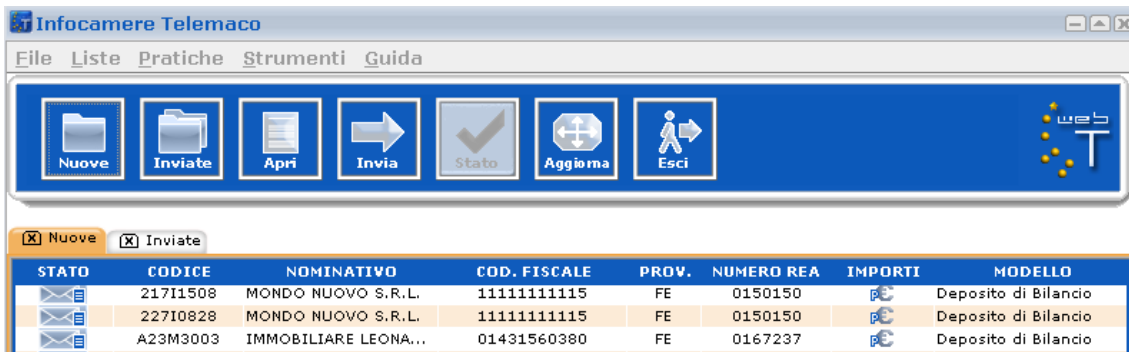 Infocamere Telemaco
File Liste Pratiche Strumenti Guida
Nuove Inviate Apri Invia Stato Aggiorna Esci
web T
Nuove Inviate
STATO CODICE NOMINATIVO COD. FISCALE PROV. NUMERO REA IMPORTI MODELLO
217I1508 MONDO NUOVO S.R.L. 11111111115 FE 0150150 Deposito di Bilancio
227I0828 MONDO NUOVO S.R.L. 11111111115 FE 0150150 Deposito di Bilancio
A23M3003 IMMOBILIARE LEONA... 01431560380 FE 0167237 Deposito di Bilancio